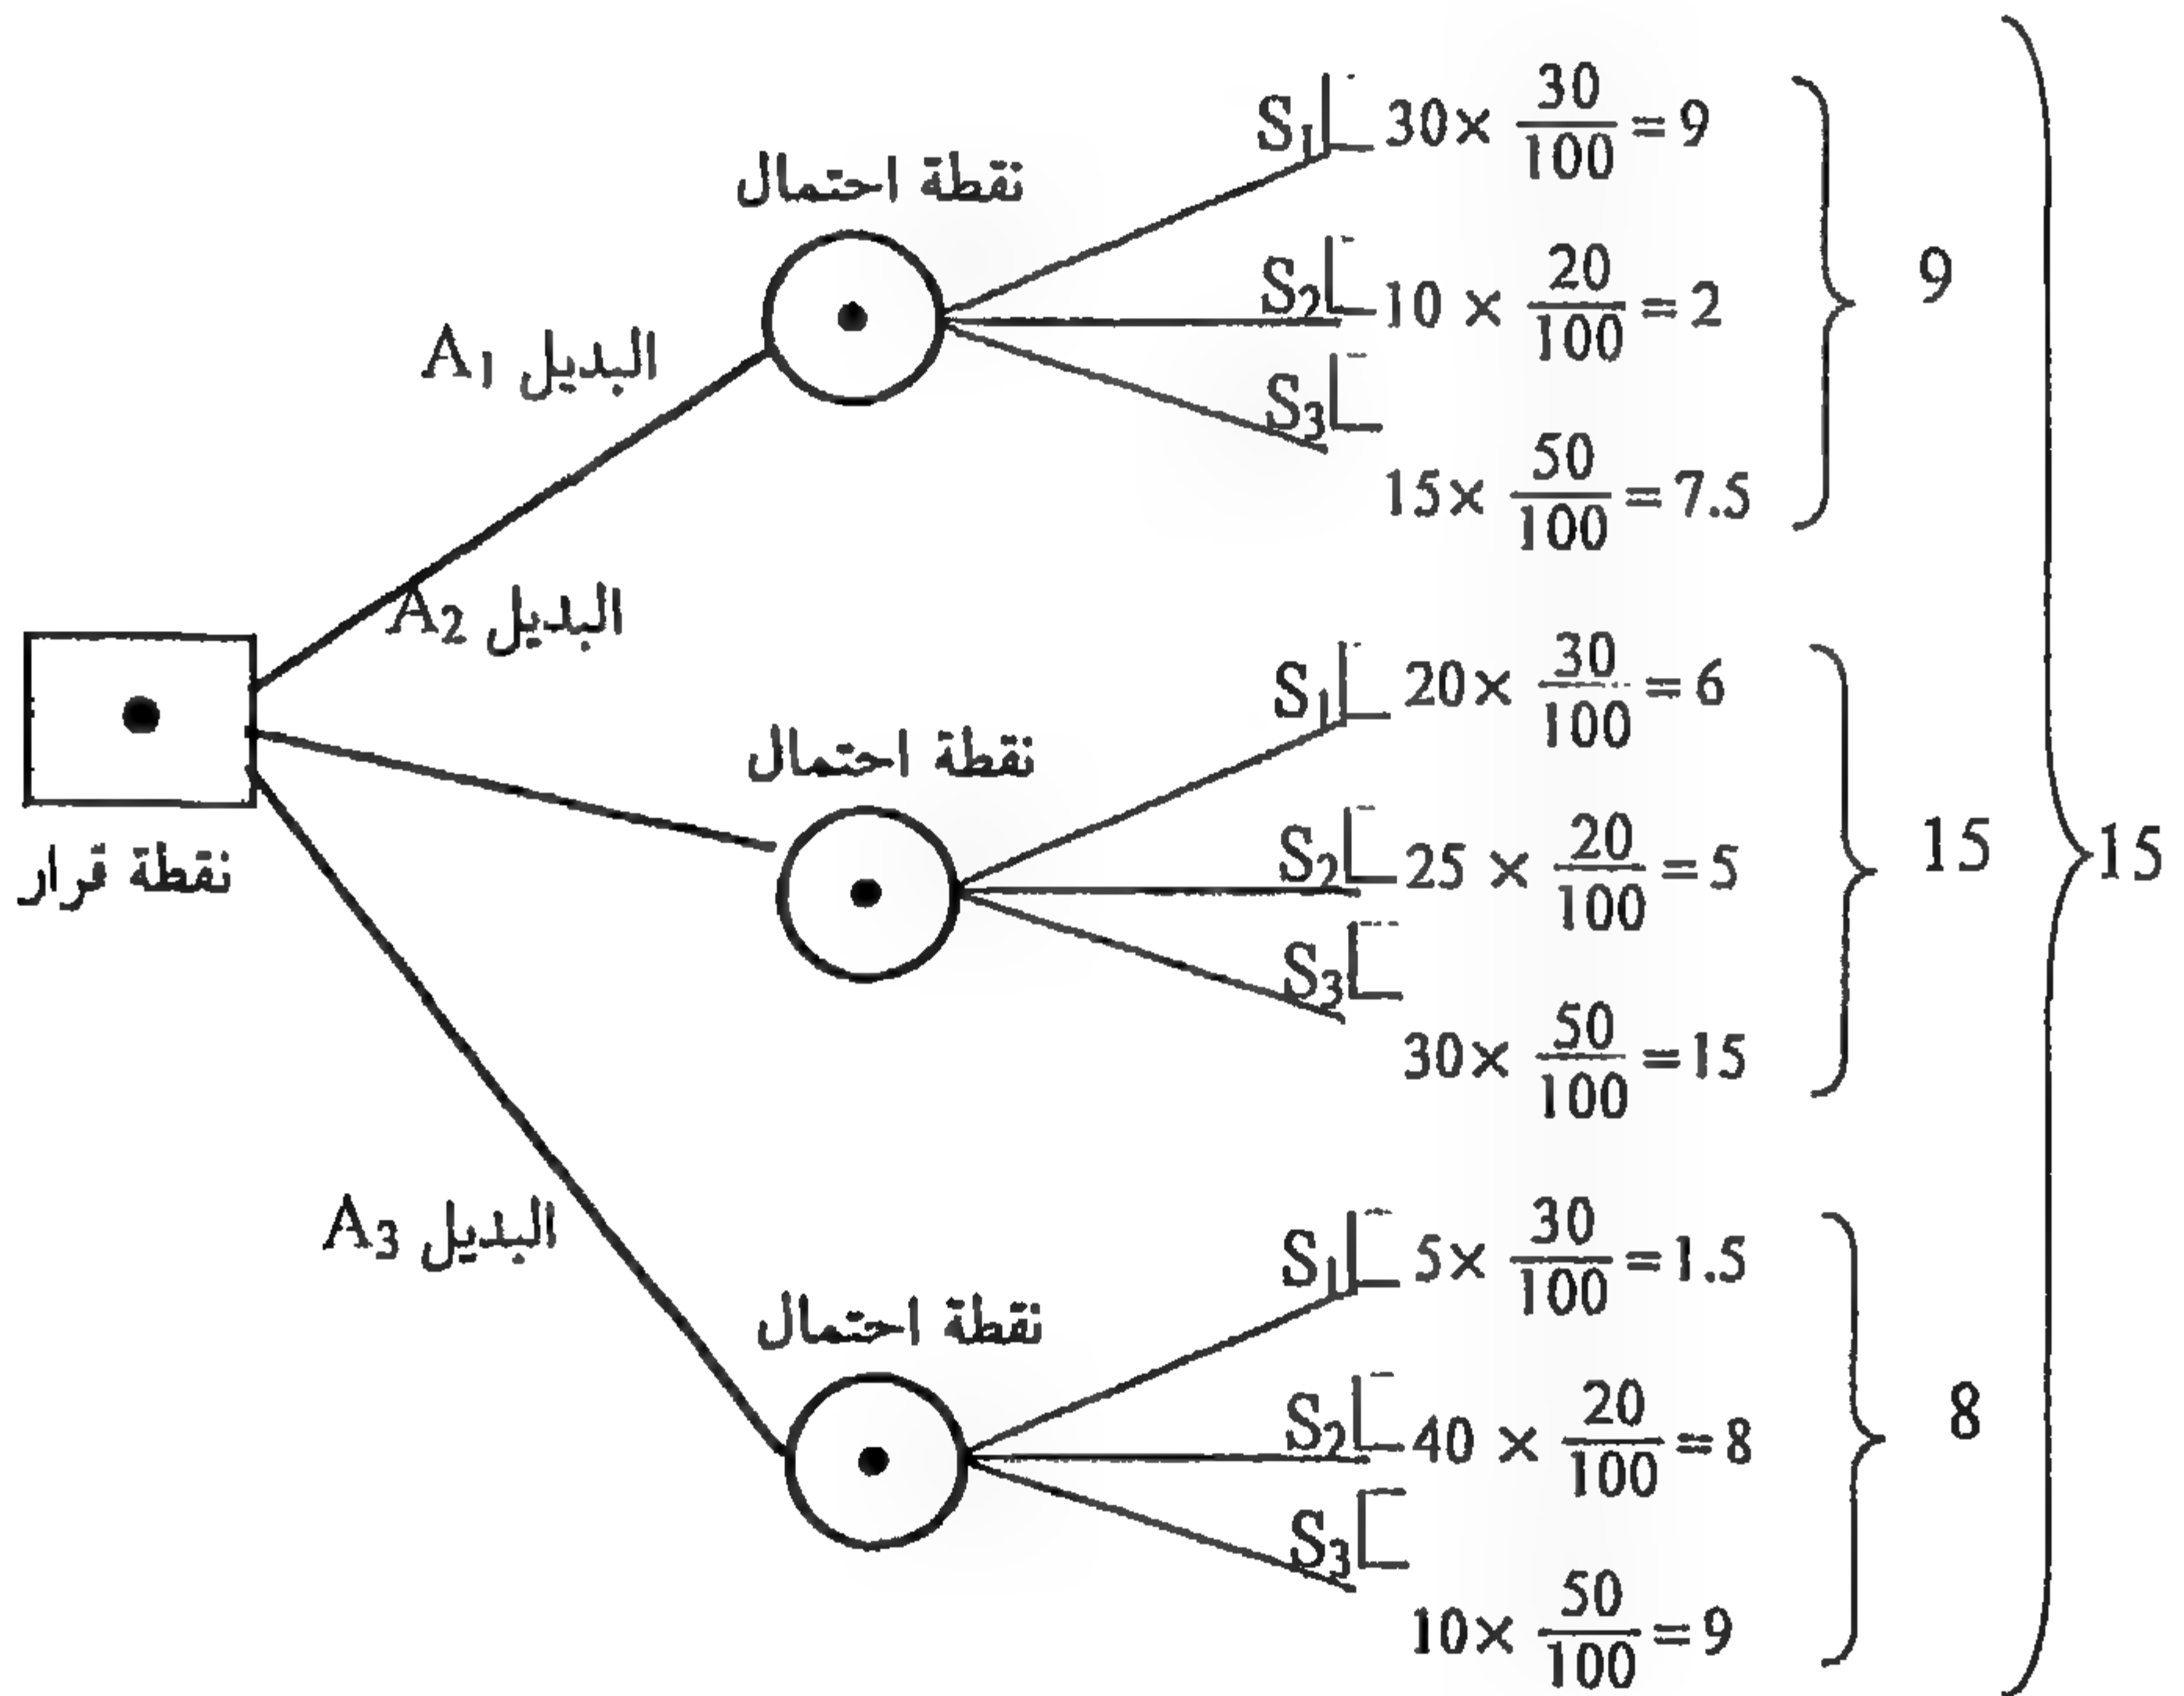 نقطة احتمال
البديل A₁
S₁ 30 × 30/100 = 9
S₂ 10 × 20/100 = 2
S₃
15 × 50/100 = 7.5
9
البديل A₂
نقطة قرار
نقطة احتمال
S₁ 20 × 30/100 = 6
S₂ 25 × 20/100 = 5
S₃
30 × 50/100 = 15
15
15
البديل A₃
نقطة احتمال
S₁ 5 × 30/100 = 1.5
S₂ 40 × 20/100 = 8
S₃
10 × 50/100 = 9
8